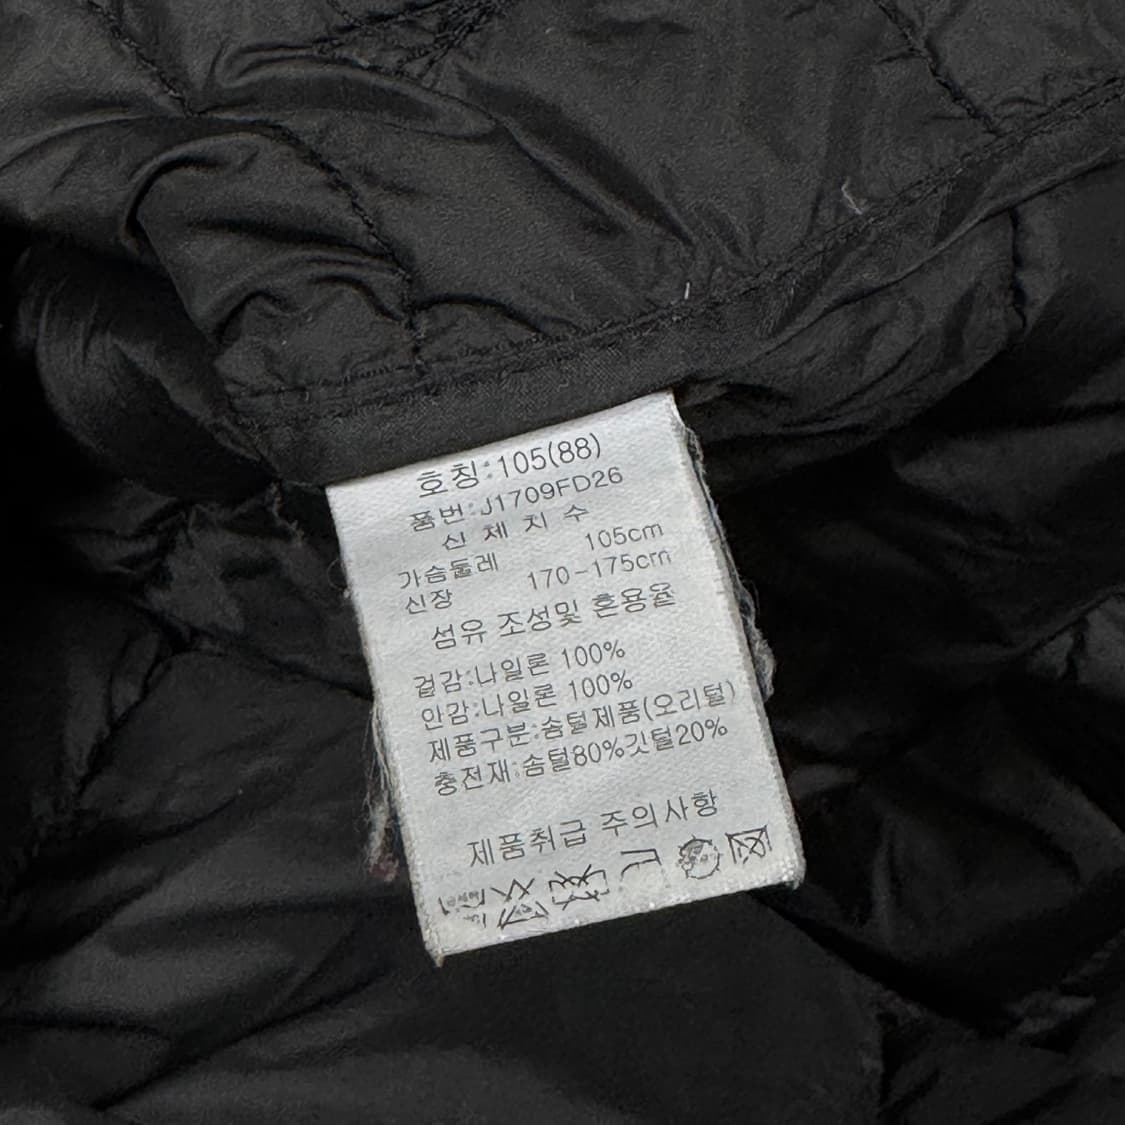 호칭:105(88)
품번:J1709FD26
신 체 치 수
가슴둘레 105cm
신장 170-175cm
섬유 조성및 혼용율
겉감:나일론 100%
안감:나일론 100%
제품구분:솜털제품(오리털)
충전재:솜털80%깃털20%
제품취급 주의사항